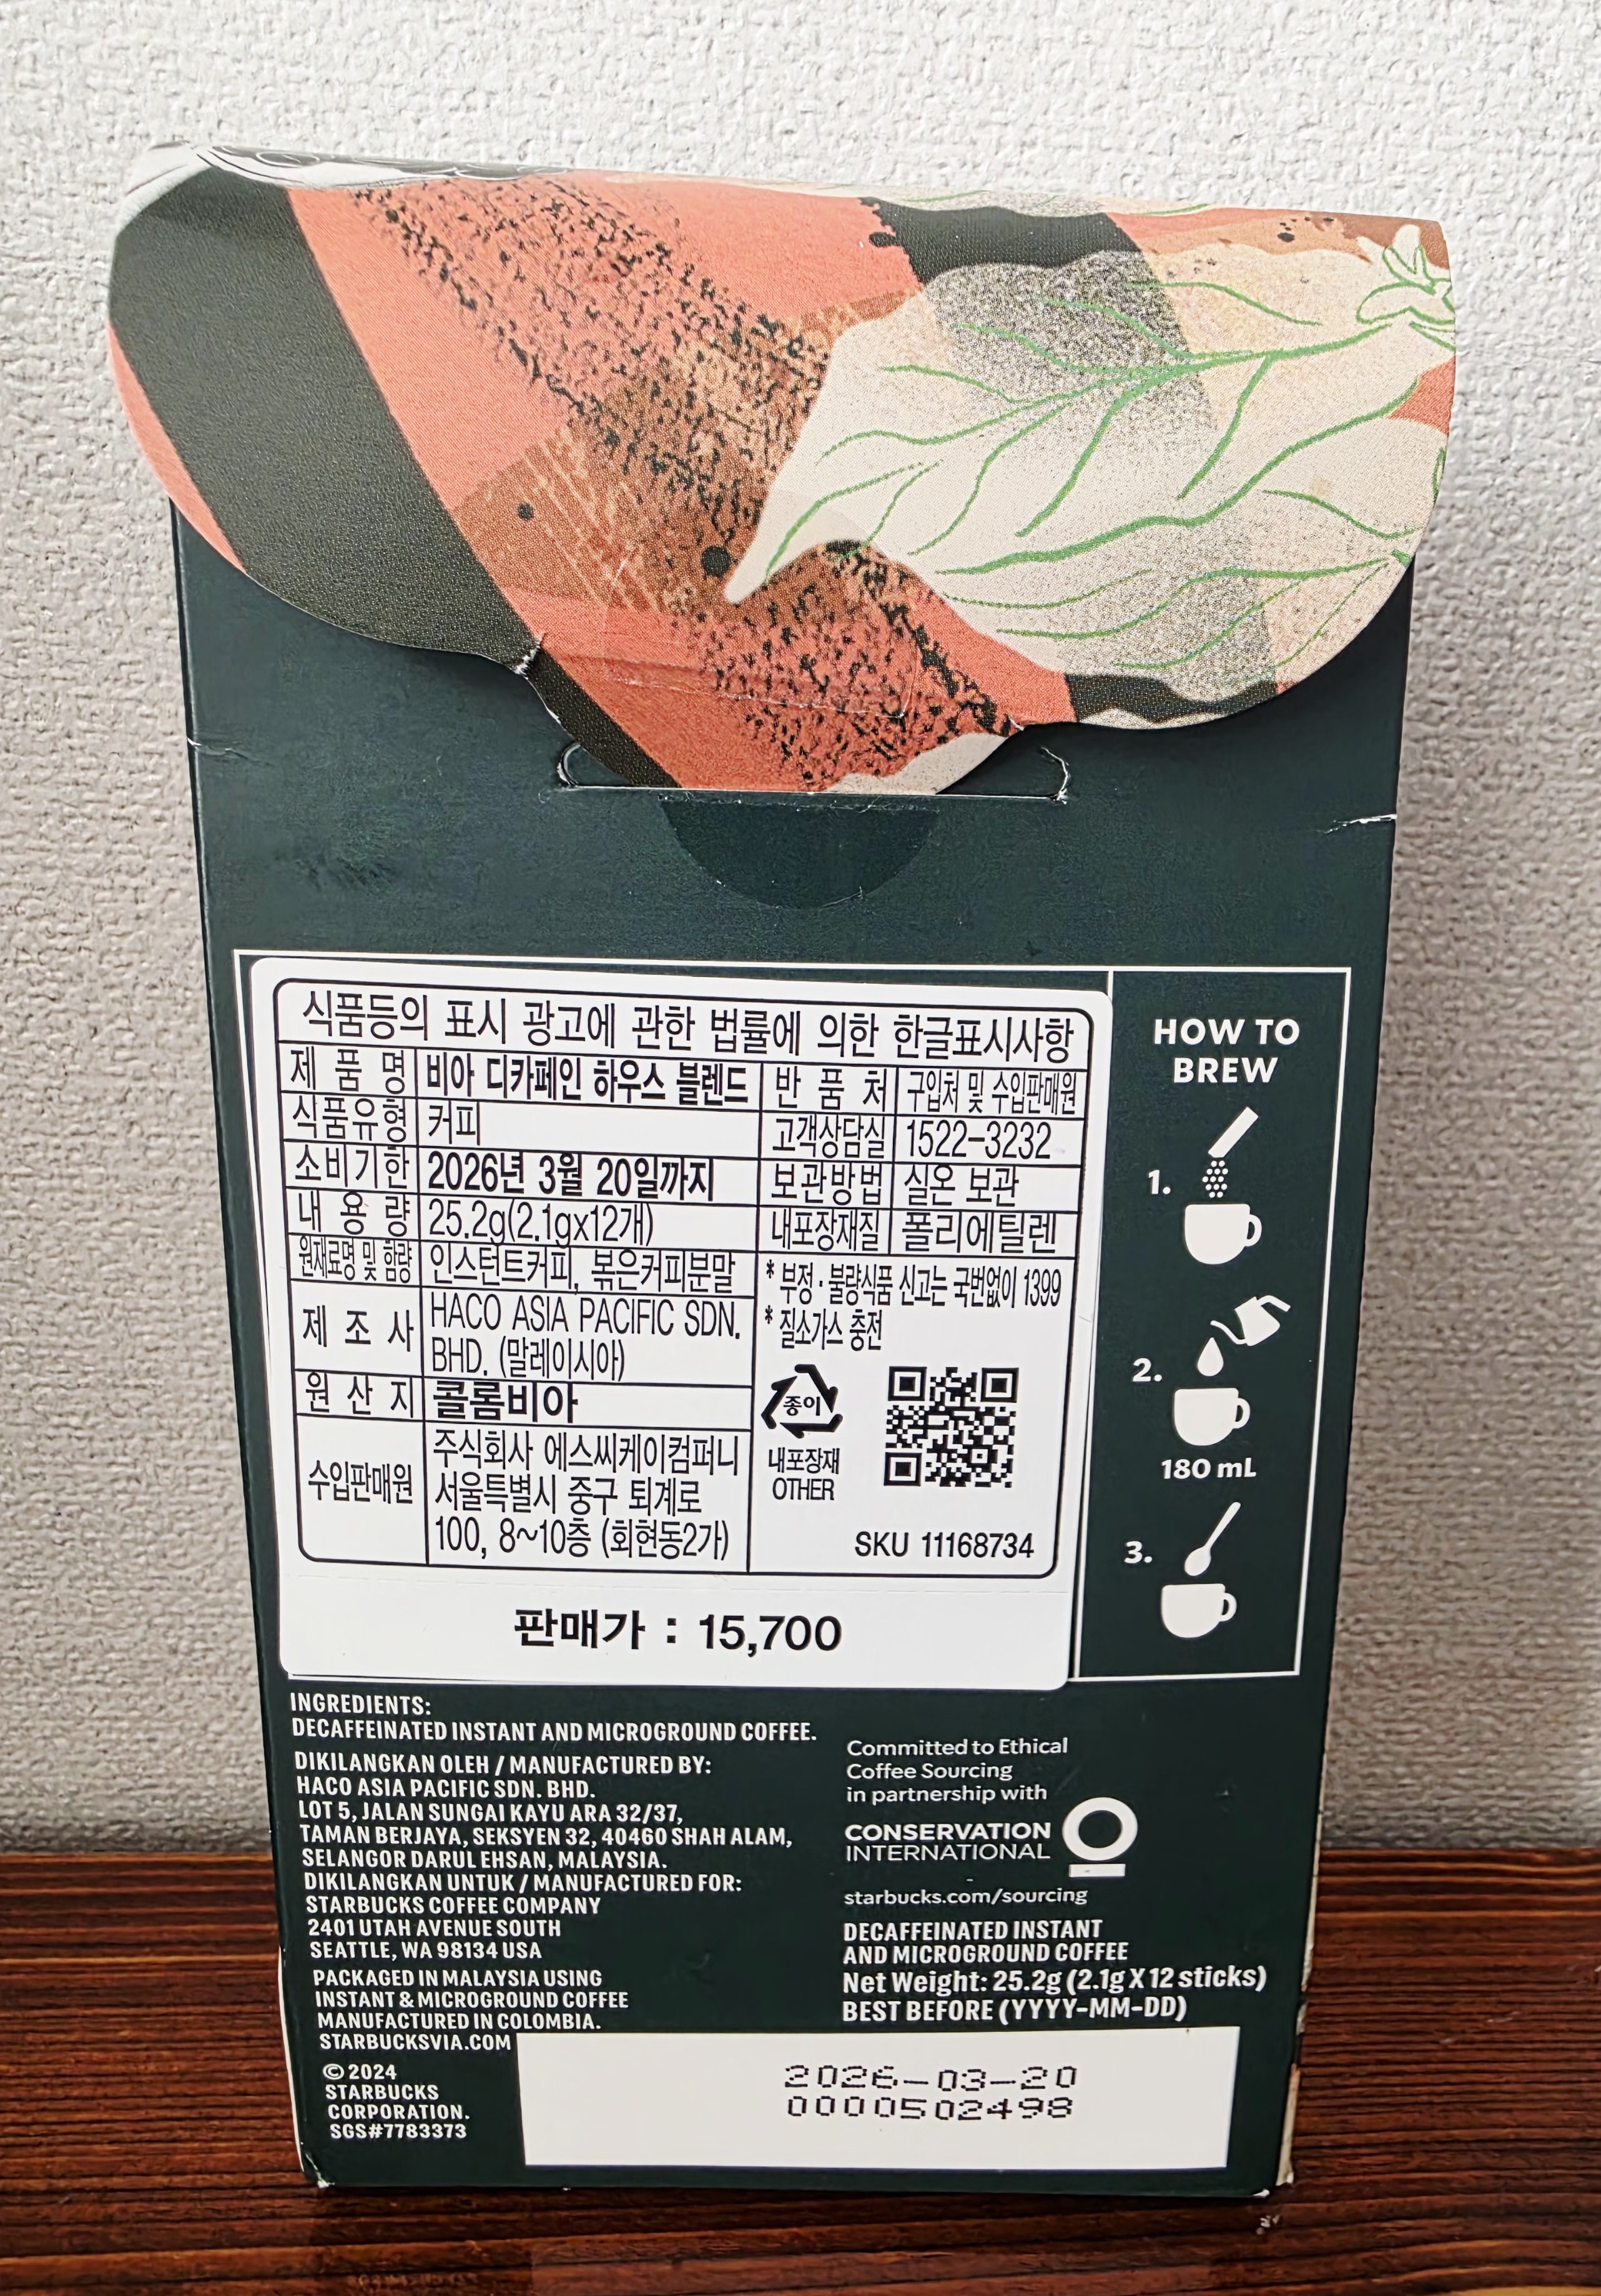 식품등의 표시 광고에 관한 법률에 의한 한글표시사항
제 품 명 비아 디카페인 하우스 블렌드
식품유형 커피
소비기한 2026년 3월 20일까지
내 용 량 25.2g(2.1gx12개)
원재료명 및 함량 인스턴트커피, 볶은커피분말
제 조 사 HACO ASIA PACIFIC SDN.
BHD. (말레이시아)
원 산 지 콜롬비아
수입판매원 주식회사 에스씨케이컴퍼니
서울특별시 중구 퇴계로
100, 8~10층 (회현동2가)
반 품 처 구입처 및 수입판매원
고객상담실 1522-3232
보관방법 실온 보관
내포장재질 폴리에틸렌
* 부정·불량식품 신고는 국번없이 1399
* 질소가스 충전
종이
내포장재
OTHER
SKU 11168734
판매가 : 15,700
HOW TO
BREW
1.
2.
180 mL
3.
INGREDIENTS:
DECAFFEINATED INSTANT AND MICROGROUND COFFEE.
DIKILANGKAN OLEH / MANUFACTURED BY:
HACO ASIA PACIFIC SDN. BHD.
LOT 5, JALAN SUNGAI KAYU ARA 32/37,
TAMAN BERJAYA, SEKSYEN 32, 40460 SHAH ALAM,
SELANGOR DARUL EHSAN, MALAYSIA.
DIKILANGKAN UNTUK / MANUFACTURED FOR:
STARBUCKS COFFEE COMPANY
2401 UTAH AVENUE SOUTH
SEATTLE, WA 98134 USA
PACKAGED IN MALAYSIA USING
INSTANT & MICROGROUND COFFEE
MANUFACTURED IN COLOMBIA.
STARBUCKSVIA.COM
© 2024
STARBUCKS
CORPORATION.
SGS#7783373
Committed to Ethical
Coffee Sourcing
in partnership with
CONSERVATION
INTERNATIONAL
starbucks.com/sourcing
DECAFFEINATED INSTANT
AND MICROGROUND COFFEE
Net Weight: 25.2g (2.1g X 12 sticks)
BEST BEFORE (YYYY-MM-DD)
2026-03-20
0000502498